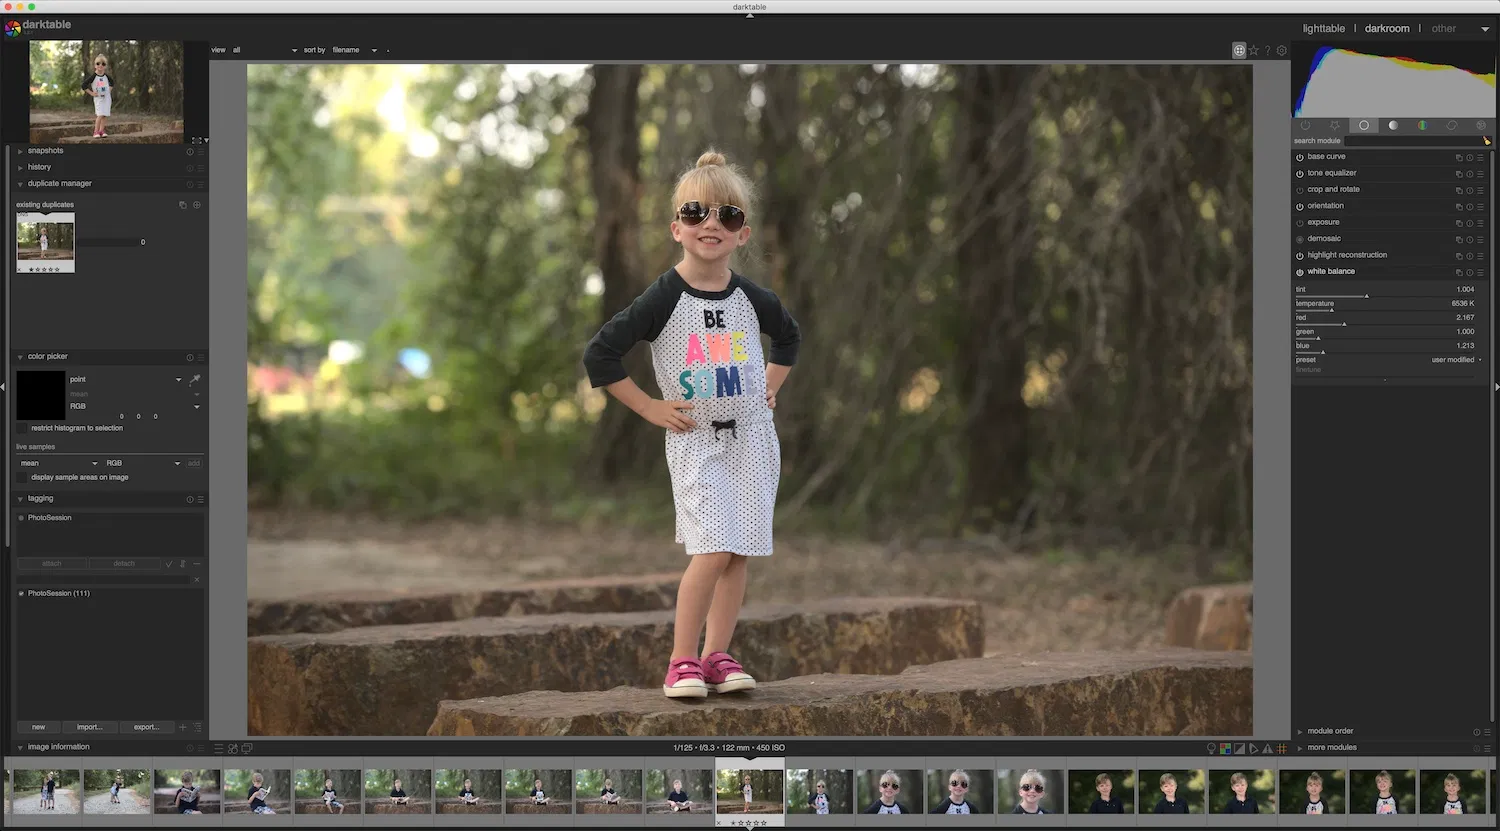 darktable
darktable
lighttable | darkroom | other
view all sort by filename
snapshots
history
duplicate manager
existing duplicates
0
color picker
point
mean
RGB
0 0 0
restrict histogram to selection
live samples
mean RGB add
display sample areas on image
tagging
PhotoSession
attach detach
PhotoSession (111)
new import... export...
image information
BE
AWE
SOME
1/125 • f/3.3 • 122 mm • 450 ISO
search module
base curve
tone equalizer
crop and rotate
orientation
exposure
demosaic
highlight reconstruction
white balance
tint 1.004
temperature 6536 K
red 2.167
green 1.000
blue 1.213
preset user modified
finetune
module order
more modules